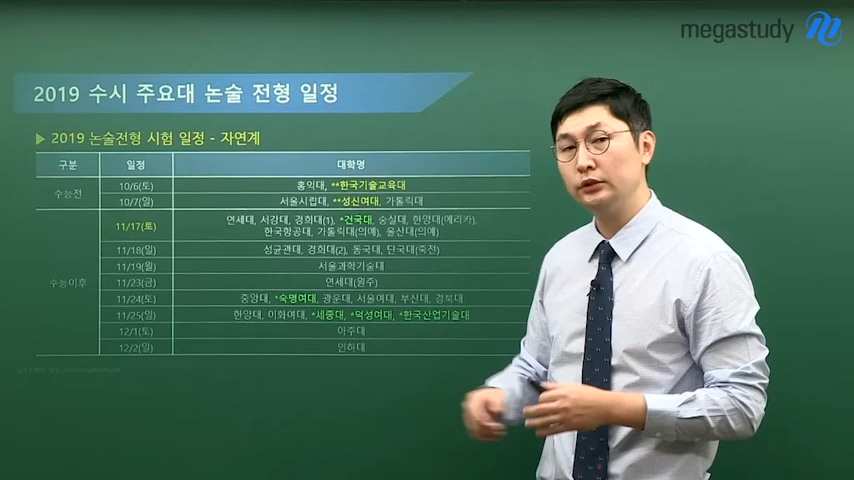 megastudy
2019 수시 주요대 논술 전형 일정
▶ 2019 논술전형 시험 일정 - 자연계
구분 일정 대학명
수능전
10/6(토) 홍익대, **한국기술교육대
10/7(일) 서울시립대, **성신여대, 가톨릭대
수능이후
11/17(토) 연세대, 서강대, 경희대(1), *건국대, 숭실대, 한양대(에리카),
한국항공대, 가톨릭대(의예), 울산대(의예)
11/18(일) 성균관대, 경희대(2), 동국대, 단국대(죽전)
11/19(월) 서울과학기술대
11/23(금) 연세대(원주)
11/24(토) 중앙대, *숙명여대, 광운대, 서울여대, 부산대, 경북대
11/25(일) 한양대, 이화여대, *세종대, *덕성여대, *한국산업기술대
12/1(토) 아주대
12/2(일) 인하대